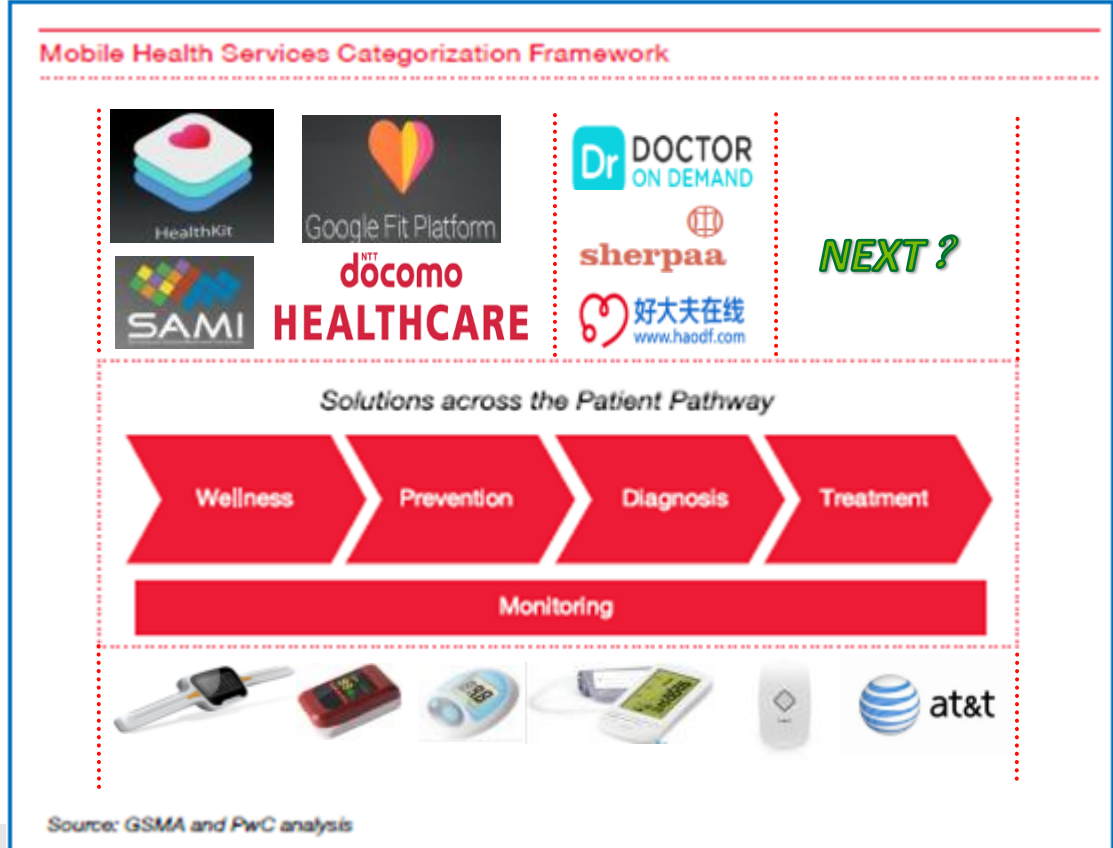 Mobile Health Services Categorization Framework
HealthKit
Google Fit Platform
SAMI
NTT
döcomo
HEALTHCARE
Dr DOCTOR
ON DEMAND
sherpaa
好大夫在线
www.haodf.com
NEXT?
Solutions across the Patient Pathway
Wellness
Prevention
Diagnosis
Treatment
Monitoring
at&t
Source: GSMA and PwC analysis